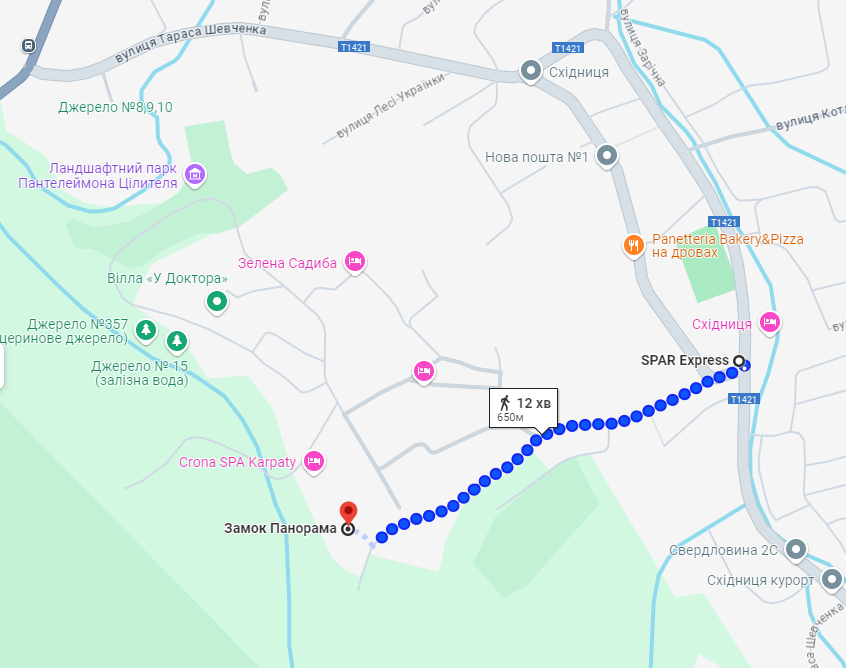 вулиця Тараса Шевченка
T1421
T1421
вулиця Зарічна
Східниця
Джерело №8,9,10
вулиця Лесі Українки
вулиця
Нова пошта №1
Ландшафтний парк
Пантелеймона Цілителя
T1421
Panetteria Bakery&Pizza
на дровах
Зелена Садиба
Вілла «У Доктора»
Джерело №357
церинове джерело)
Східниця
Джерело № 15
(залізна вода)
SPAR Express
12 хв
650м
T1421
Crona SPA Karpaty
Замок Панорама
Свердловина 2С
Східниця курорт